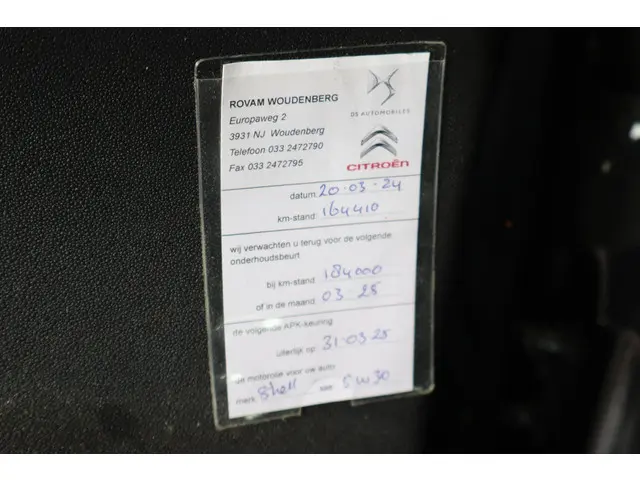 ROVAM WOUDENBERG
Europaweg 2
3931 NJ Woudenberg
Telefoon 033 2472790
Fax 033 2472795
DS AUTOMOBILES
CITROËN
datum: 20-03-24
km-stand: 164410
wij verwachten u terug voor de volgende
onderhoudsbeurt
bij km-stand 184000
of in de maand 03-25
de volgende APK-keuring
uiterlijk op: 31-03-25
de motorolie voor uw auto
merk Shell 5W30